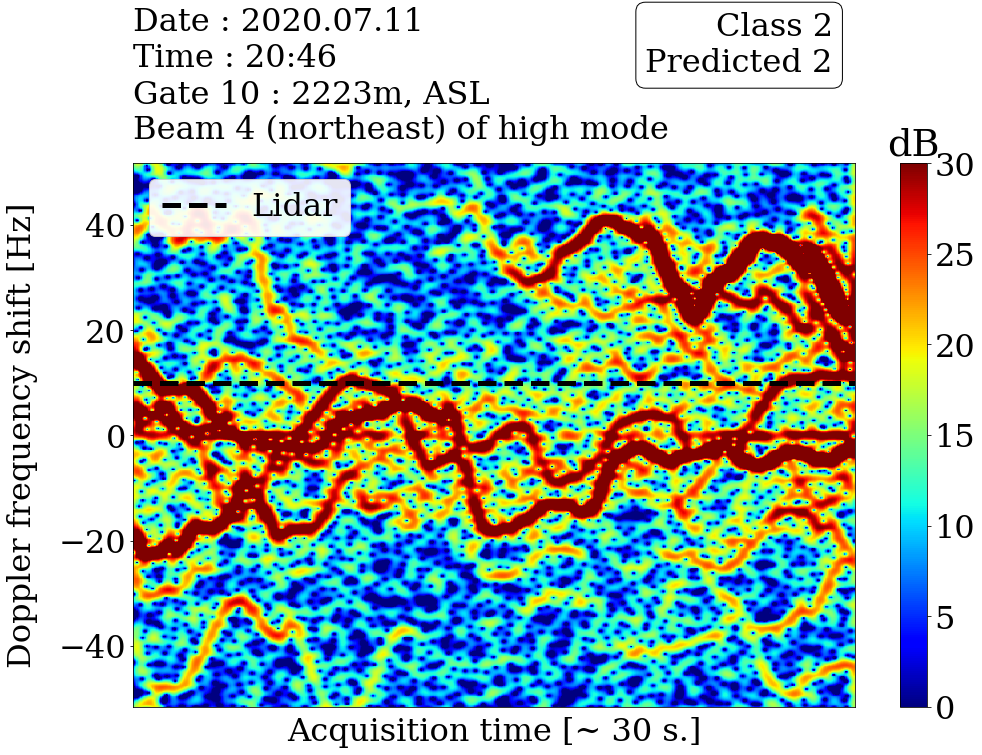 Date : 2020.07.11
Time : 20:46
Gate 10 : 2223m, ASL
Beam 4 (northeast) of high mode
Class 2
Predicted 2
dB
Lidar
Doppler frequency shift [Hz]
40
20
0
−20
−40
30
25
20
15
10
5
0
Acquisition time [~ 30 s.]